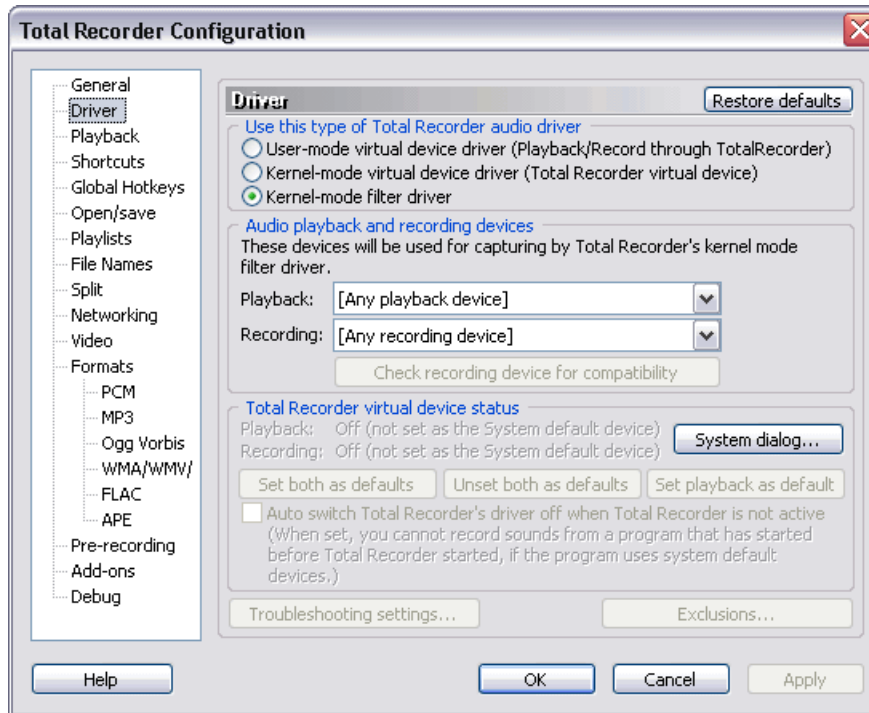 Total Recorder Configuration
General
Driver
Playback
Shortcuts
Global Hotkeys
Open/save
Playlists
File Names
Split
Networking
Video
Formats
PCM
MP3
Ogg Vorbis
WMA/WMV/
FLAC
APE
Pre-recording
Add-ons
Debug
Driver
Restore defaults
Use this type of Total Recorder audio driver
User-mode virtual device driver (Playback/Record through TotalRecorder)
Kernel-mode virtual device driver (Total Recorder virtual device)
Kernel-mode filter driver
Audio playback and recording devices
These devices will be used for capturing by Total Recorder's kernel mode
filter driver.
Playback: [Any playback device]
Recording: [Any recording device]
Check recording device for compatibility
Total Recorder virtual device status
Playback: Off (not set as the System default device)
Recording: Off (not set as the System default device)
System dialog...
Set both as defaults Unset both as defaults Set playback as default
Auto switch Total Recorder's driver off when Total Recorder is not active
(When set, you cannot record sounds from a program that has started
before Total Recorder started, if the program uses system default
devices.)
Troubleshooting settings... Exclusions...
Help OK Cancel Apply